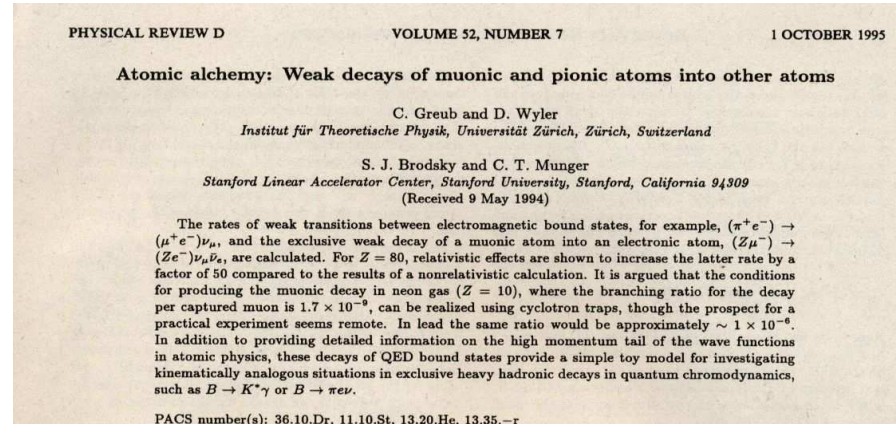 PHYSICAL REVIEW D VOLUME 52, NUMBER 7 1 OCTOBER 1995
Atomic alchemy: Weak decays of muonic and pionic atoms into other atoms
C. Greub and D. Wyler
Institut für Theoretische Physik, Universität Zürich, Zürich, Switzerland
S. J. Brodsky and C. T. Munger
Stanford Linear Accelerator Center, Stanford University, Stanford, California 94309
(Received 9 May 1994)
The rates of weak transitions between electromagnetic bound states, for example, (π⁺e⁻) →
(μ⁺e⁻)ν_μ, and the exclusive weak decay of a muonic atom into an electronic atom, (Zμ⁻) →
(Ze⁻)ν_μν̄_e, are calculated. For Z = 80, relativistic effects are shown to increase the latter rate by a
factor of 50 compared to the results of a nonrelativistic calculation. It is argued that the conditions
for producing the muonic decay in neon gas (Z = 10), where the branching ratio for the decay
per captured muon is 1.7 × 10⁻⁹, can be realized using cyclotron traps, though the prospect for a
practical experiment seems remote. In lead the same ratio would be approximately ∼ 1 × 10⁻⁶.
In addition to providing detailed information on the high momentum tail of the wave functions
in atomic physics, these decays of QED bound states provide a simple toy model for investigating
kinematically analogous situations in exclusive heavy hadronic decays in quantum chromodynamics,
such as B → K*γ or B → πeν.
PACS number(s): 36.10.Dr, 11.10.St, 13.20.He, 13.35.−r